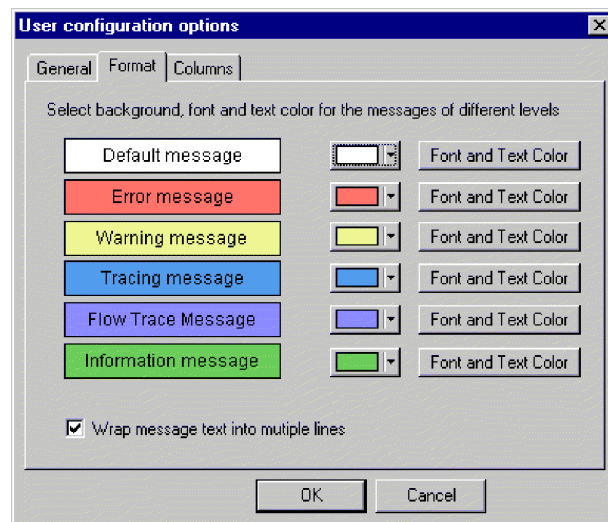 User configuration options
General Format Columns
Select background, font and text color for the messages of different levels
Default message Font and Text Color
Error message Font and Text Color
Warning message Font and Text Color
Tracing message Font and Text Color
Flow Trace Message Font and Text Color
Information message Font and Text Color
Wrap message text into mutiple lines
OK Cancel